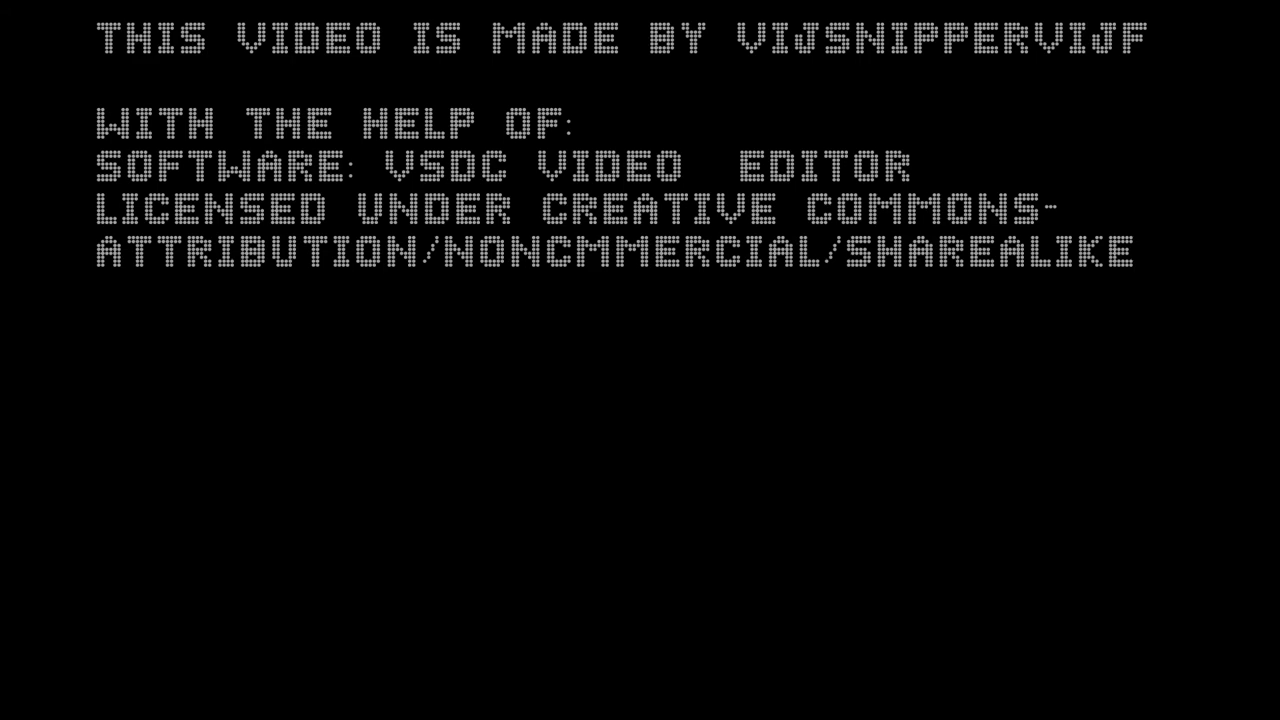 THIS VIDEO IS MADE BY VIJSNIPPERVIJF
WITH THE HELP OF:
SOFTWARE: VSDC VIDEO  EDITOR
LICENSED UNDER CREATIVE COMMONS-
ATTRIBUTION/NONCMMERCIAL/SHAREALIKE